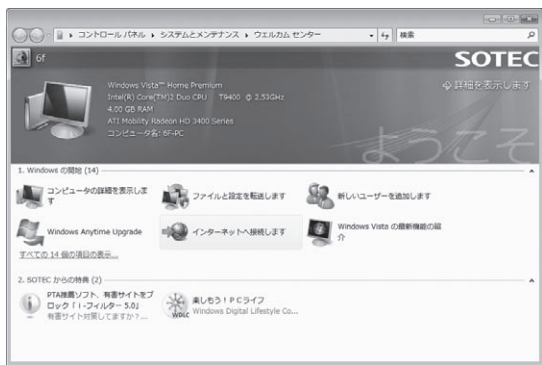 コントロール パネル ▸ システムとメンテナンス ▸ ウエルカム センター
検索
6f
SOTEC
Windows Vista™ Home Premium
Intel(R) Core(TM)2 Duo CPU T9400 @ 2.53GHz
4.00 GB RAM
ATI Mobility Radeon HD 3400 Series
コンピュータ名: 6F-PC
詳細を表示します
ようこそ
1. Windows の開始 (14)
コンピュータの詳細を表示しま
す
ファイルと設定を転送します
新しいユーザーを追加します
Windows Anytime Upgrade
インターネットへ接続します
Windows Vista の最新機能の紹
介
すべての 14 個の項目の表示...
2. SOTEC からの特典 (2)
PTA推薦ソフト、有害サイトをブ
ロック「i-フィルター 5.0」
有害サイト対策してますか？...
楽しもう！PCライフ
Windows Digital Lifestyle Co...
WDLC